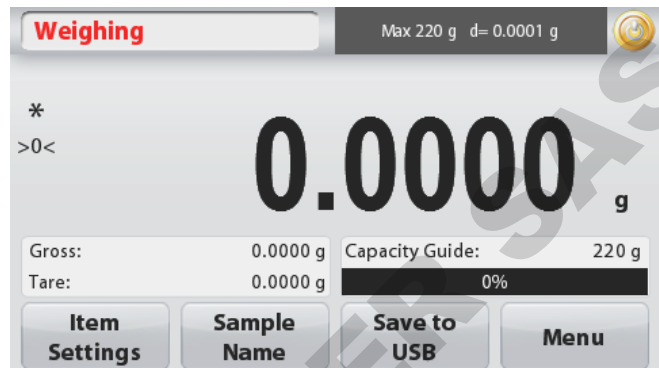 Weighing
Max 220 g d= 0.0001 g
*
>0<
0.0000 g
Gross: 0.0000 g
Capacity Guide: 220 g
Tare: 0.0000 g
0%
Item Settings
Sample Name
Save to USB
Menu